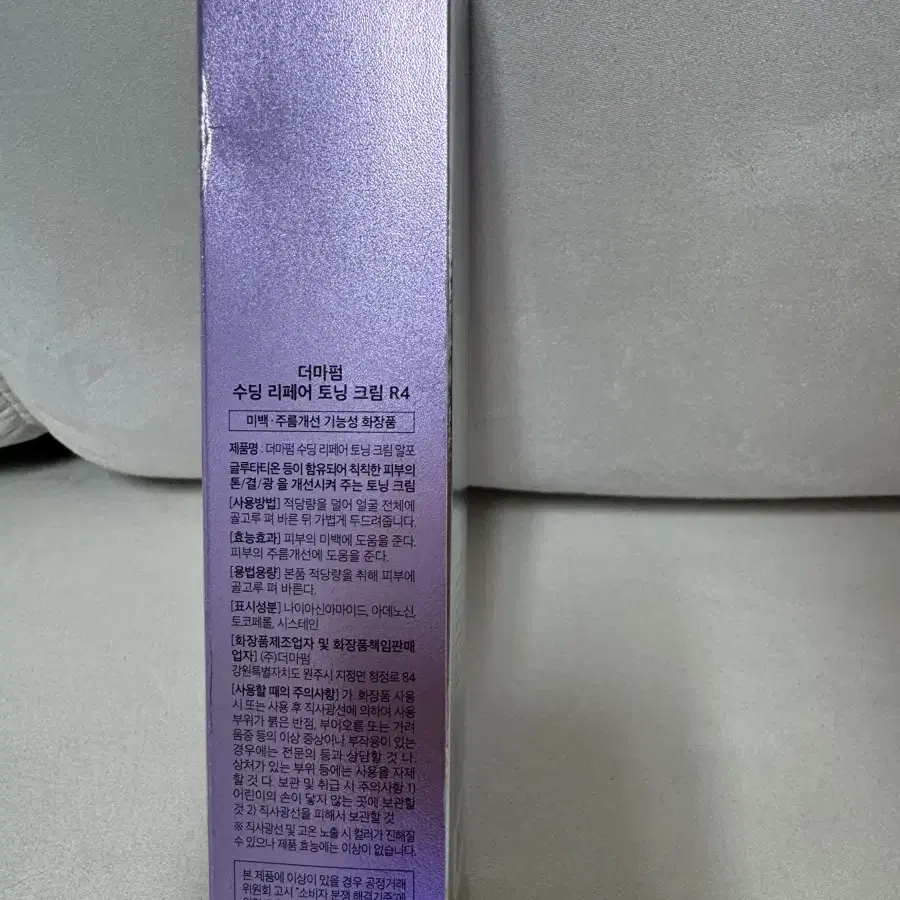 더마펌
수딩 리페어 토닝 크림 R4
미백·주름개선 기능성 화장품
제품명 : 더마펌 수딩 리페어 토닝 크림 알포
글루타티온 등이 함유되어 칙칙한 피부의
톤/결/광 을 개선시켜 주는 토닝 크림
[사용방법] 적당량을 덜어 얼굴 전체에
골고루 펴 바른 뒤 가볍게 두드려줍니다.
[효능효과] 피부의 미백에 도움을 준다.
피부의 주름개선에 도움을 준다.
[용법용량] 본품 적당량을 취해 피부에
골고루 펴 바른다.
[표시성분] 나이아신아마이드, 아데노신,
토코페롤, 시스테인
[화장품제조업자 및 화장품책임판매
업자] (주)더마펌
강원특별자치도 원주시 지정면 청정로 84
[사용할 때의 주의사항] 가. 화장품 사용
시 또는 사용 후 직사광선에 의하여 사용
부위가 붉은 반점, 부어오름 또는 가려
움증 등의 이상 증상이나 부작용이 있는
경우에는 전문의 등과 상담할 것 나.
상처가 있는 부위 등에는 사용을 자제
할 것 다. 보관 및 취급 시 주의사항 1)
어린이의 손이 닿지 않는 곳에 보관할
것 2) 직사광선을 피해서 보관할 것
※ 직사광선 및 고온 노출 시 컬러가 진해질
수 있으나 제품 효능에는 이상이 없습니다.
본 제품에 이상이 있을 경우 공정거래
위원회 고시 "소비자 분쟁 해결기준"에